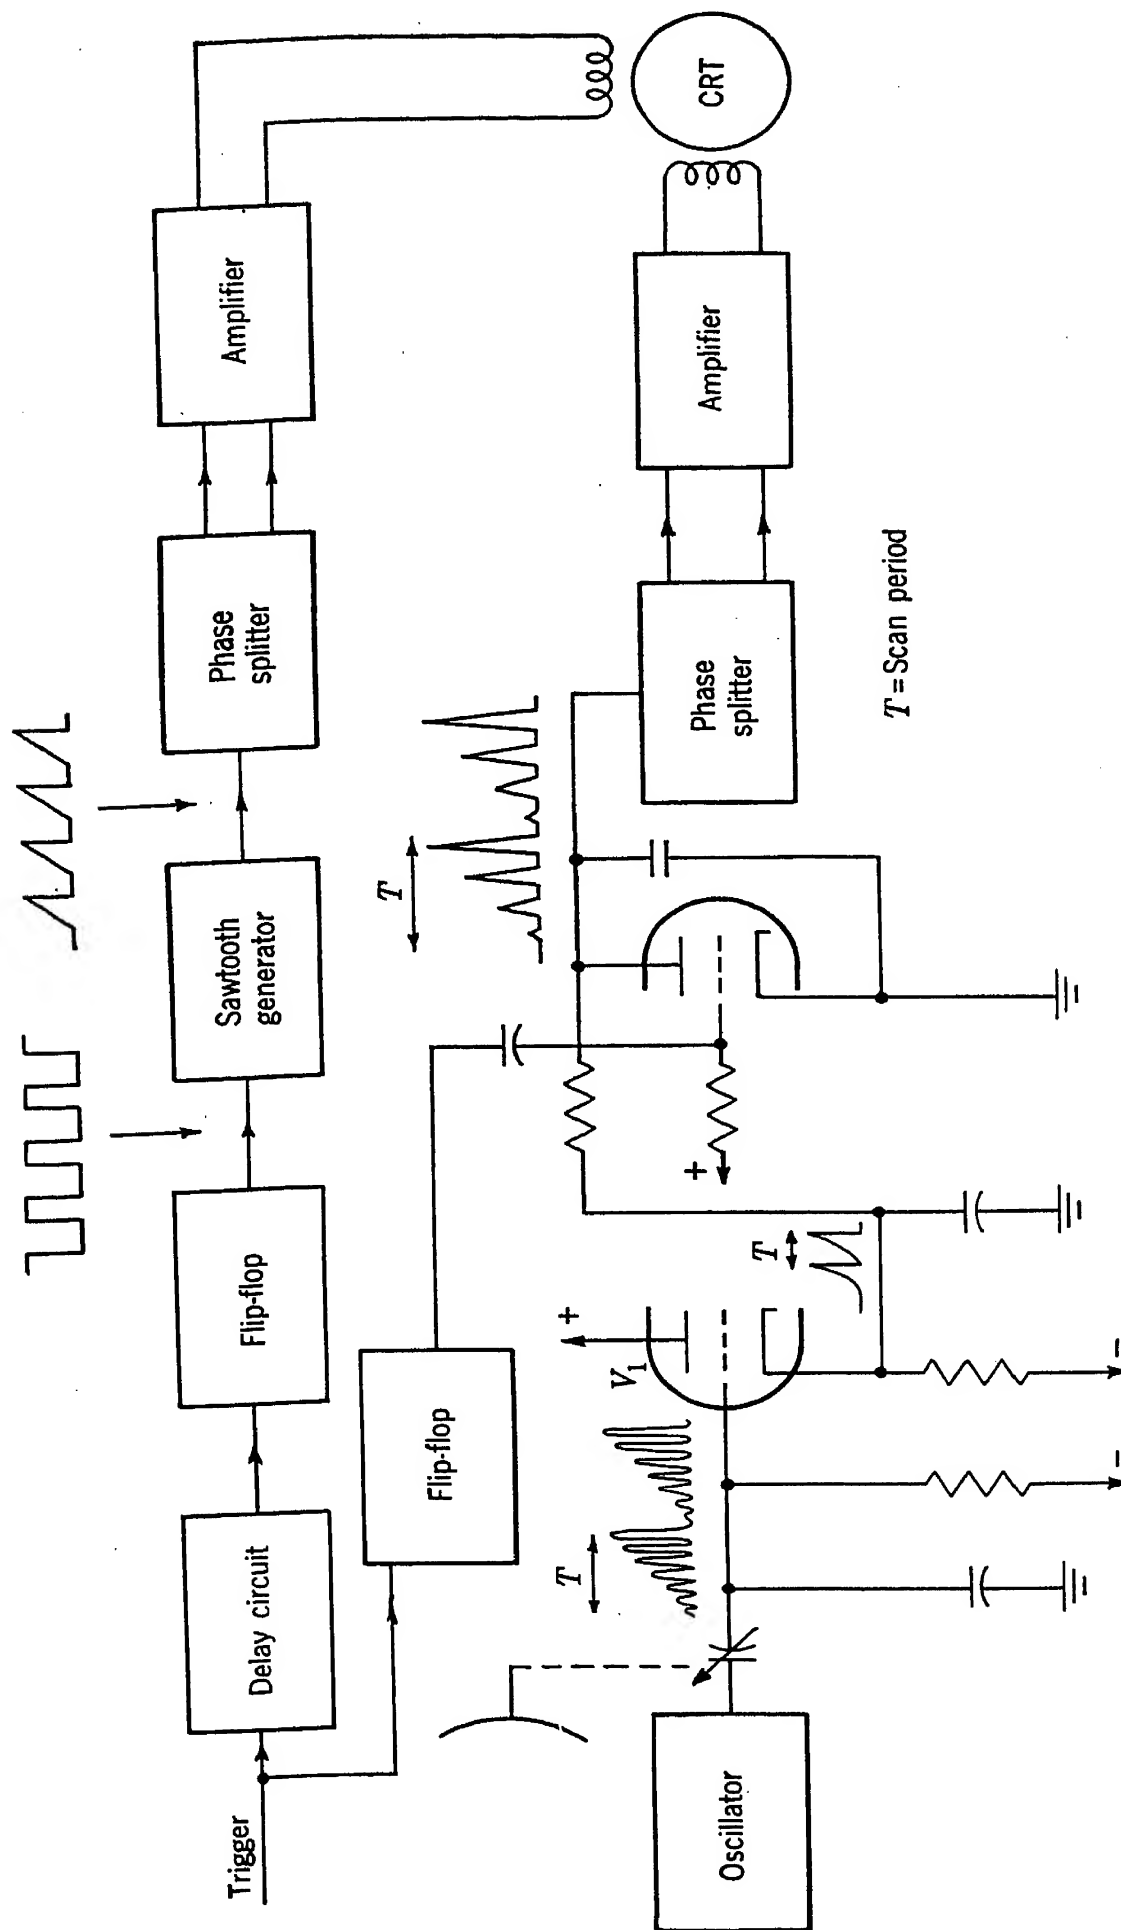 Trigger
Delay circuit
Flip-flop
Sawtooth
generator
Phase
splitter
Amplifier
Flip-flop
T
T
CRT
Oscillator
V1
+
T
+
Phase
splitter
Amplifier
-
-
T = Scan period